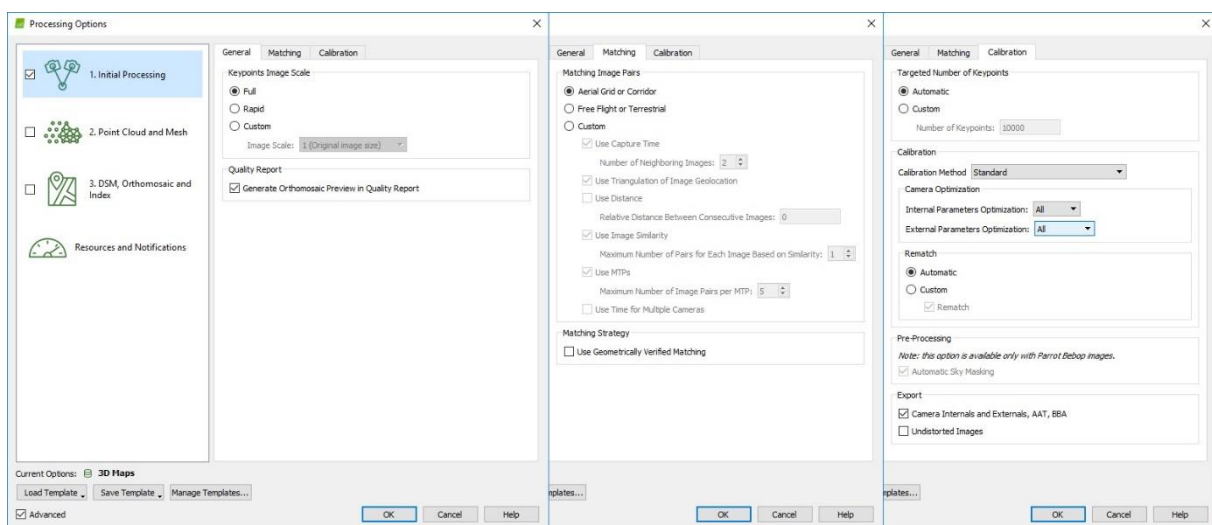 Processing Options
1. Initial Processing
2. Point Cloud and Mesh
3. DSM, Orthomosaic and
Index
Resources and Notifications
General Matching Calibration
Keypoints Image Scale
Full
Rapid
Custom
Image Scale: 1 (Original image size)
Quality Report
Generate Orthomosaic Preview in Quality Report
Current Options: 3D Maps
Load Template Save Template Manage Templates...
Advanced
OK Cancel Help
General Matching Calibration
Matching Image Pairs
Aerial Grid or Corridor
Free Flight or Terrestrial
Custom
Use Capture Time
Number of Neighboring Images: 2
Use Triangulation of Image Geolocation
Use Distance
Relative Distance Between Consecutive Images: 0
Use Image Similarity
Maximum Number of Pairs for Each Image Based on Similarity: 1
Use MTPs
Maximum Number of Image Pairs per MTP: 5
Use Time for Multiple Cameras
Matching Strategy
Use Geometrically Verified Matching
mplates...
OK Cancel Help
General Matching Calibration
Targeted Number of Keypoints
Automatic
Custom
Number of Keypoints: 10000
Calibration
Calibration Method Standard
Camera Optimization
Internal Parameters Optimization: All
External Parameters Optimization: All
Rematch
Automatic
Custom
Rematch
Pre-Processing
Note: this option is available only with Parrot Bebop images.
Automatic Sky Masking
Export
Camera Internals and Externals, AAT, BBA
Undistorted Images
mplates...
OK Cancel Help